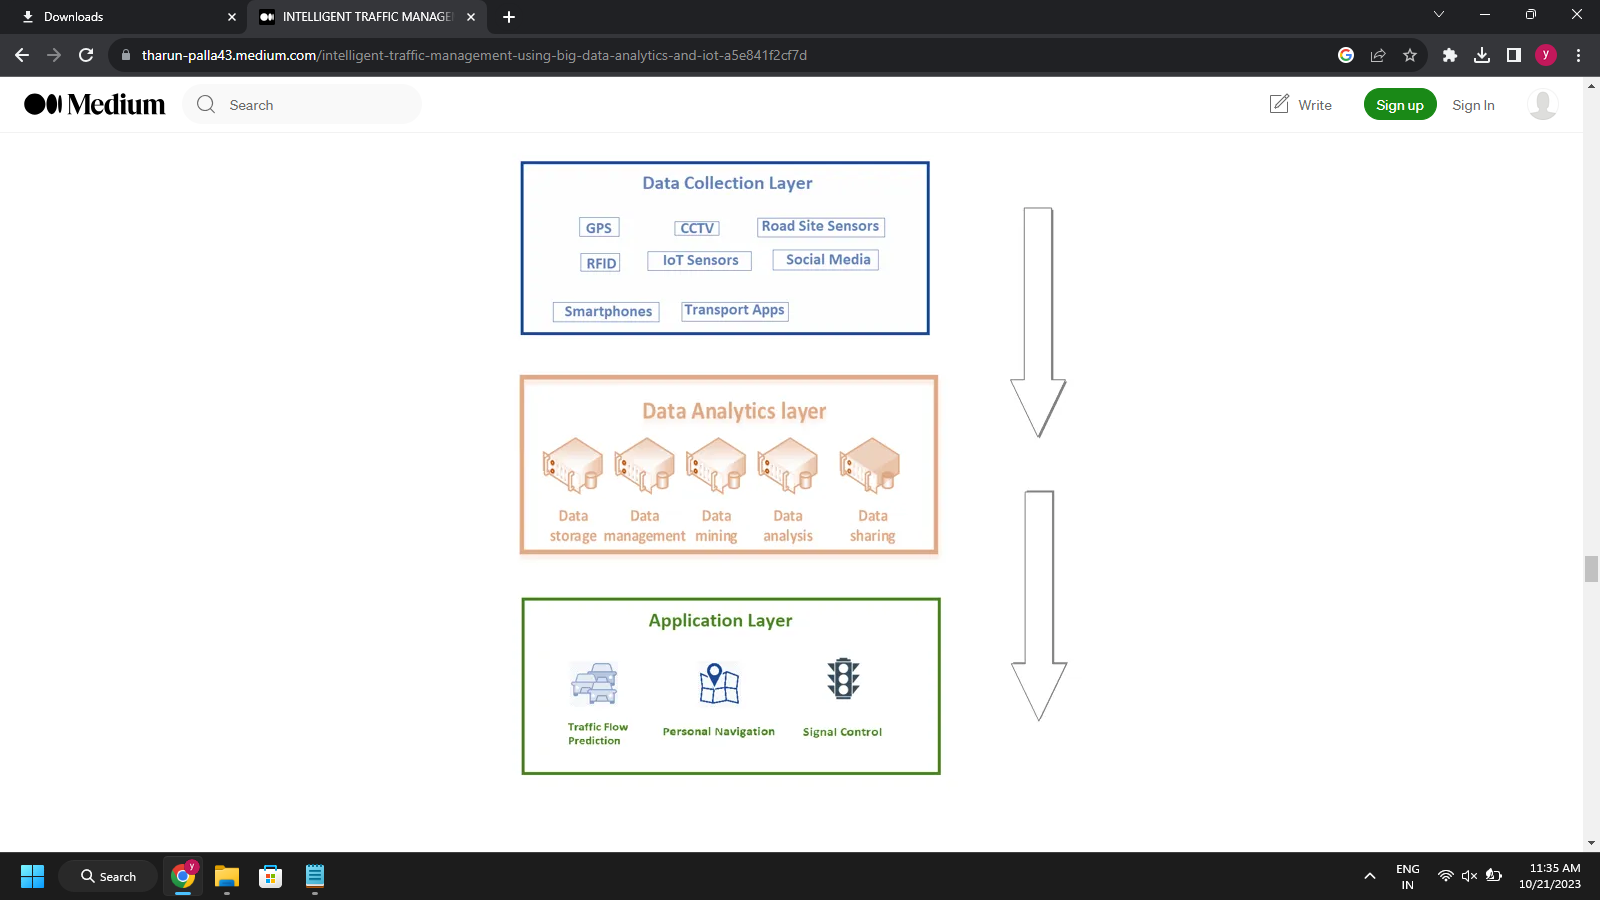 Downloads
INTELLIGENT TRAFFIC MANAGE
tharun-palla43.medium.com/intelligent-traffic-management-using-big-data-analytics-and-iot-a5e841f2cf7d
y
Medium
Search
Write
Sign up
Sign In
Data Collection Layer
GPS
CCTV
Road Site Sensors
RFID
IoT Sensors
Social Media
Smartphones
Transport Apps
Data Analytics layer
Data
storage
Data
management
Data
mining
Data
analysis
Data
sharing
Application Layer
Traffic Flow
Prediction
Personal Navigation
Signal Control
Search
y
ENG
IN
11:35 AM
10/21/2023